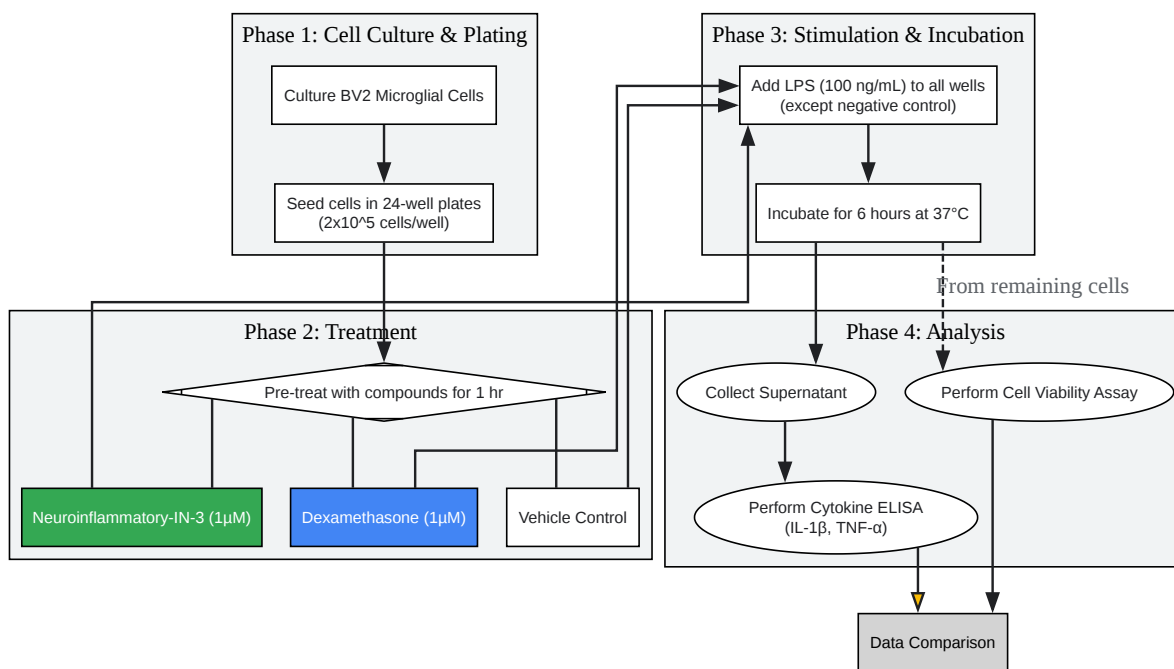 Phase 1: Cell Culture & Plating
Culture BV2 Microglial Cells
Seed cells in 24-well plates
(2x10^5 cells/well)
Phase 2: Treatment
Pre-treat with compounds for 1 hr
Neuroinflammatory-IN-3 (1µM)
Dexamethasone (1µM)
Vehicle Control
Phase 3: Stimulation & Incubation
Add LPS (100 ng/mL) to all wells
(except negative control)
Incubate for 6 hours at 37°C
From remaining cells
Phase 4: Analysis
Collect Supernatant
Perform Cell Viability Assay
Perform Cytokine ELISA
(IL-1β, TNF-α)
Data Comparison